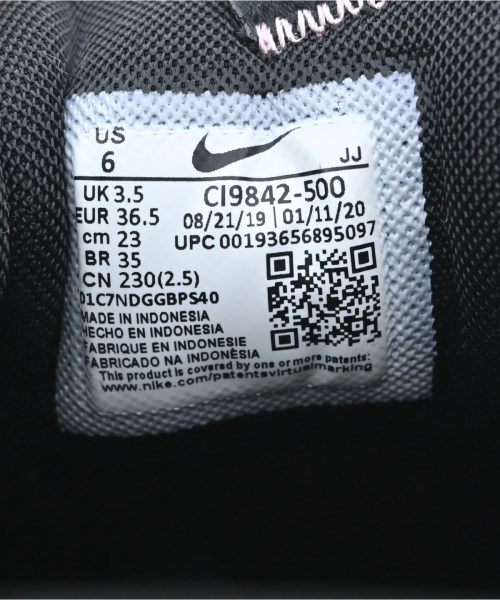 US
6
JJ
UK 3.5
EUR 36.5
cm 23
BR 35
CN 230(2.5)
CI9842-500
08/21/19 | 01/11/20
UPC 00193656895097
01C7NDGGBPS40
MADE IN INDONESIA
HECHO EN INDONESIA
FABRIQUE EN INDONESIE
FABRICADO NA INDONÉSIA
This product is covered by one or more patents:
www.nike.com/patentsvirtualmarking